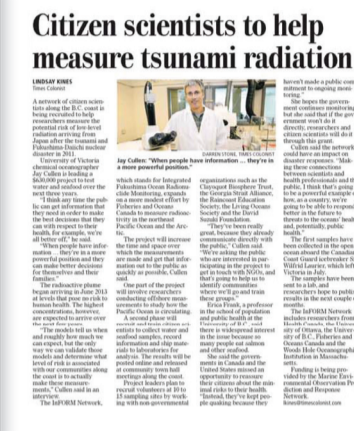 Citizen scientists to help
measure tsunami radiation
LINDSAY KINES
Times Colonist
A network of citizen scien-
tists along the B.C. coast is
being recruited to help
researchers measure the
potential risk of low-level
radiation arriving from
Japan after the tsunami and
Fukushima-Daiichi nuclear
disaster in 2011.
University of Victoria
chemical oceanographer
Jay Cullen is leading a
$630,000 project to test
water and seafood over the
next three years.
"I think any time the pub-
lic can get information that
they need in order to make
the best decisions that they
can with respect to their
health, for example, we're
all better off," he said.
"When people have infor-
mation ... they're in a more
powerful position and they
can make better decisions
for themselves and their
families."
The radioactive plume
began arriving in June 2013
at levels that pose no risk to
human health. The highest
concentrations, however,
are expected to arrive over
the next few years.
"The models tell us when
and roughly how much we
can expect, but the only
way we can validate those
models and determine what
level of risk is associated
with our communities along
the coast is to actually
make those measure-
ments," Cullen said in an
interview.
The InFORM Network,
DARREN STONE, TIMES COLONIST
Jay Cullen: "When people have information ... they're in
a more powerful position."
which stands for Integrated
Fukushima Ocean Radionu-
clide Monitoring, expands
on a more modest effort by
Fisheries and Oceans
Canada to measure radioac-
tivity in the northeast
Pacific Ocean and the Arc-
tic.
The project will increase
the time and space over
which the measurements
are made and get that infor-
mation out to the public as
quickly as possible, Cullen
said.
One part of the project
will involve researchers
conducting offshore meas-
urements to study how the
Pacific Ocean is circulating.
A second phase will
recruit and train citizen sci-
entists to collect water and
seafood samples, record
information and ship mate-
rials to laboratories for
analysis. The results will be
posted online and released
at community town hall
meetings along the coast.
Project leaders plan to
recruit volunteers at 10 to
15 sampling sites by work-
ing with non-governmental
organizations such as the
Clayoquot Biosphere Trust,
the Georgia Strait Alliance,
the Raincoast Education
Society, the Living Oceans
Society and the David
Suzuki Foundation.
"They've been really
great, because they already
communicate directly with
the public," Cullen said.
"We're asking the public
who are interested in par-
ticipating in the project to
get in touch with NGOs, and
that's going to help us to
identify communities
where we'll go and train
these groups."
Erica Frank, a professor
in the school of population
and public health at the
University of B.C., said
there is widespread interest
in the issue because so
many people eat salmon
and other seafood.
She said the govern-
ments in Canada and the
United States missed an
opportunity to reassure
their citizens about the min-
imal risks to their health.
"Instead, they've kept peo-
ple quaking because they
haven't made a public com
mitment to ongoing moni-
toring."
She hopes the govern-
ment continues monitoring
but she said that if the gov
ernment won't do it
directly, researchers and
citizen scientists will do it
through this grant.
Cullen said the network
could have an impact on
disaster responses. "Mak-
ing these connections
between scientists and
health professionals and th
public, I think that's going
to be a powerful example o
how, as a country, we're
going to be able to respond
better in the future to
threats to the oceans' healt
and, potentially, public
health."
The first samples have
been collected in the open
ocean aboard the Canadian
Coast Guard icebreaker S
Wilfrid Laurier, which left
Victoria in July.
The samples have been
sent to a lab, and
researchers hope to publis
results in the next couple o
months.
The InFORM Network
includes researchers from
Health Canada, the Univer
sity of Ottawa, the Univer-
sity of B.C., Fisheries and
Oceans Canada and the
Woods Hole Oceanographi
Institution in Massachu-
setts.
Funding is being pro-
vided by the Marine Envi-
ronmental Observation Pre
diction and Response
Network.
lkines@timescolonist.com